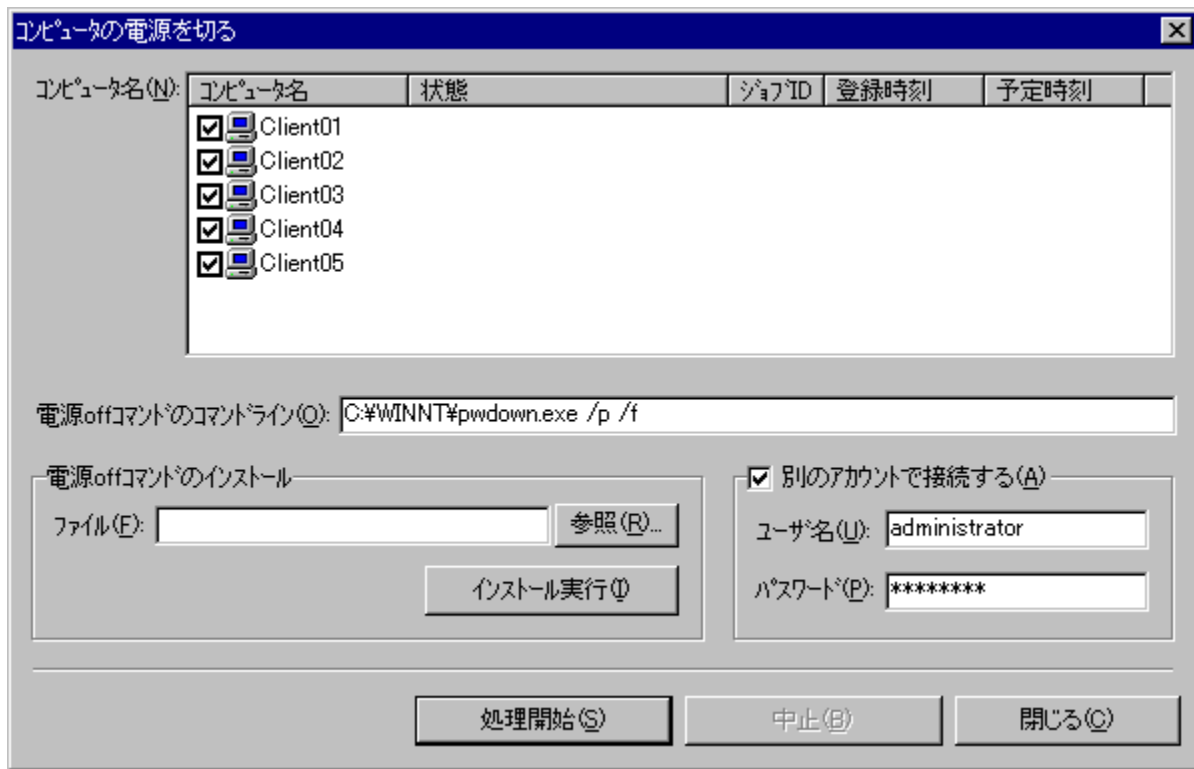 コンピュータの電源を切る
コンピュータ名(N):
コンピュータ名 状態 ジョブID 登録時刻 予定時刻
Client01
Client02
Client03
Client04
Client05
電源offコマンドのコマンドライン(O): C:¥WINNT¥pwdown.exe /p /f
電源offコマンドのインストール
ファイル(F):
参照(R)...
インストール実行(I)
別のアカウントで接続する(A)
ユーザ名(U): administrator
パスワード(P): ********
処理開始(S) 中止(B) 閉じる(C)